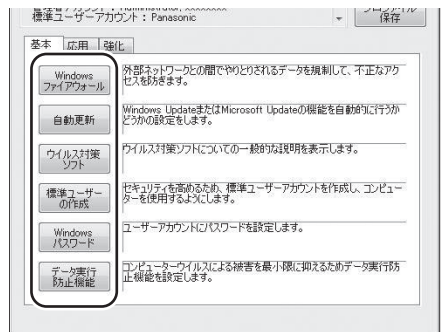 標準ユーザーアカウント： Panasonic
保存
基本 応用 強化
Windows
ファイアウォール
外部ネットワークとの間でやりとりされるデータを規制して、不正なアク
セスを防ぎます。
自動更新
Windows UpdateまたはMicrosoft Updateの機能を自動的に行うか
どうかの設定をします。
ウイルス対策
ソフト
ウイルス対策ソフトについての一般的な説明を表示します。
標準ユーザー
の作成
セキュリティを高めるため、標準ユーザーアカウントを作成し、コンピュー
ターを使用するようにします。
Windows
パスワード
ユーザーアカウントにパスワードを設定します。
データ実行
防止機能
コンピューターウイルスによる被害を最小限に抑えるためデータ実行防
止機能を設定します。